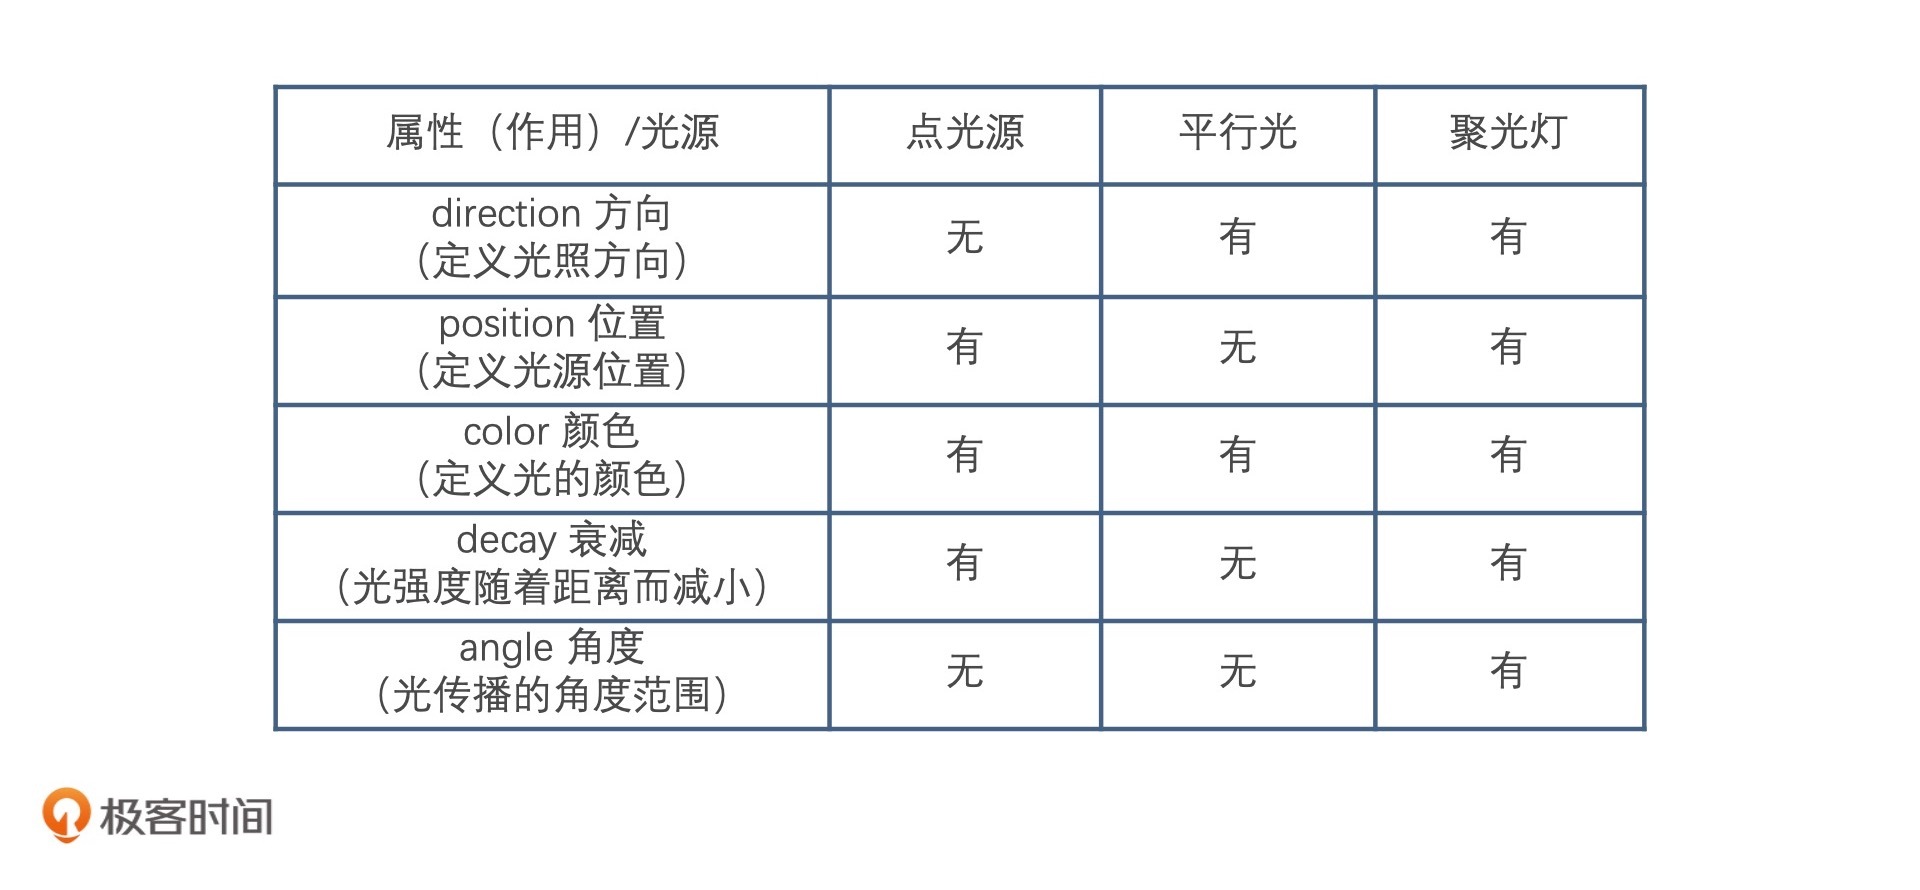 属性（作用）/光源 点光源 平行光 聚光灯
direction 方向
（定义光照方向） 无 有 有
position 位置
（定义光源位置） 有 无 有
color 颜色
（定义光的颜色） 有 有 有
decay 衰减
（光强度随着距离而减小） 有 无 有
angle 角度
（光传播的角度范围） 无 无 有
极客时间